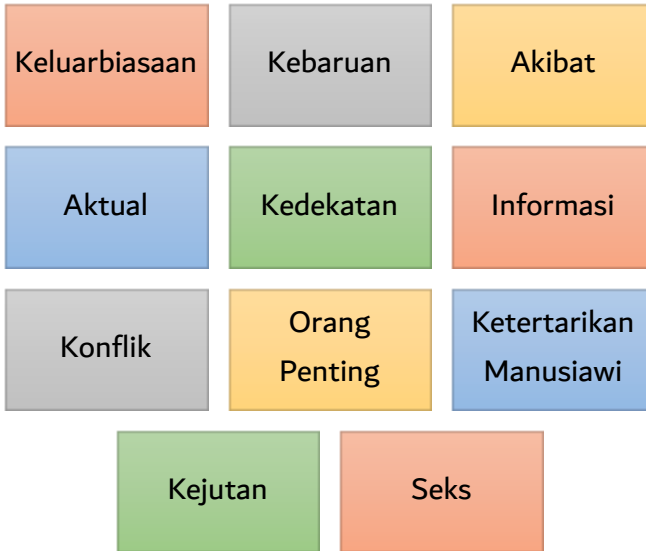 Keluarbiasaan
Kebaruan
Akibat
Aktual
Kedekatan
Informasi
Konflik
Orang
Penting
Ketertarikan
Manusiawi
Kejutan
Seks